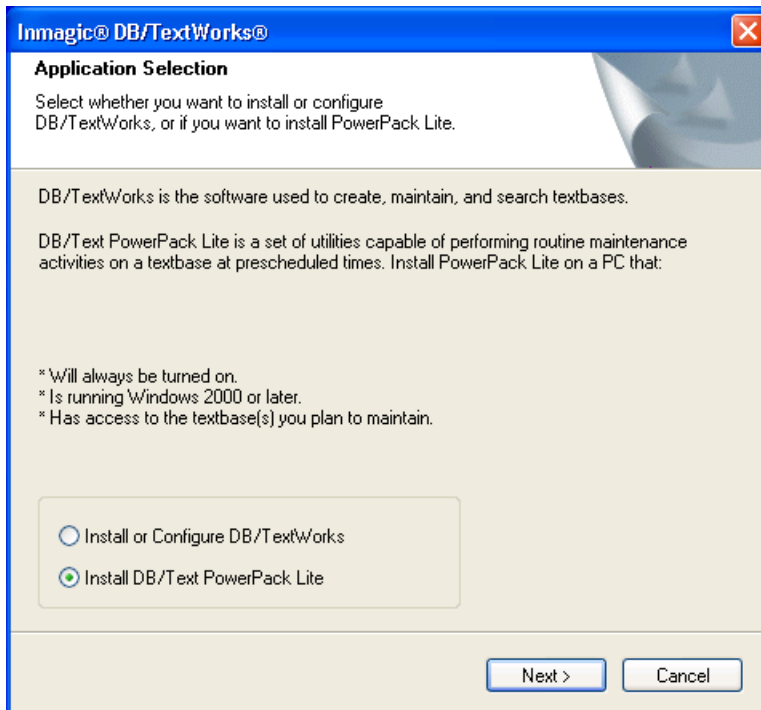 Inmagic® DB/TextWorks®
Application Selection
Select whether you want to install or configure
DB/TextWorks, or if you want to install PowerPack Lite.
DB/TextWorks is the software used to create, maintain, and search textbases.
DB/Text PowerPack Lite is a set of utilities capable of performing routine maintenance
activities on a textbase at prescheduled times. Install PowerPack Lite on a PC that:
* Will always be turned on.
* Is running Windows 2000 or later.
* Has access to the textbase(s) you plan to maintain.
Install or Configure DB/TextWorks
Install DB/Text PowerPack Lite
Next > Cancel